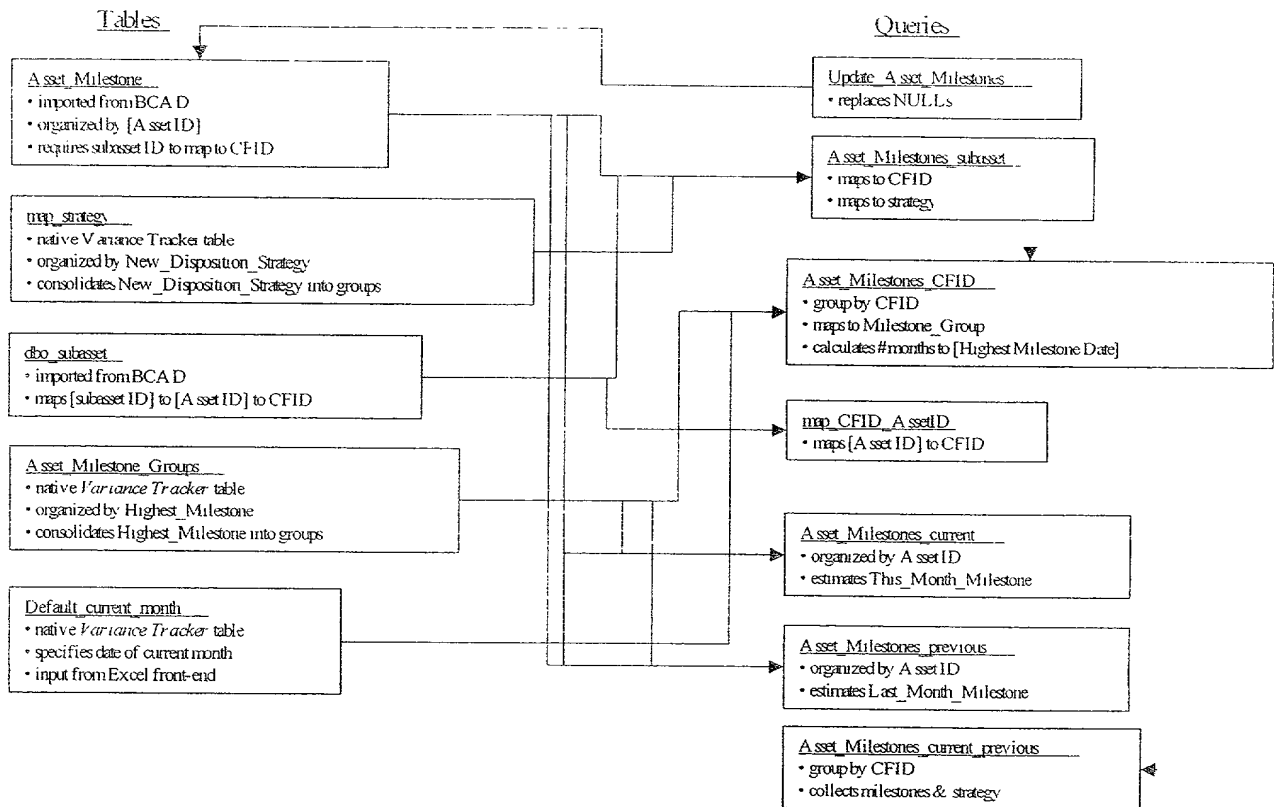 Tables
Asset_Milestone
• imported from BCAD
• organized by [Asset ID]
• requires subasset ID to map to CFID
map_strategy
• native Variance Tracker table
• organized by New_Disposition_Strategy
• consolidates New_Disposition_Strategy into groups
dbo_subasset
• imported from BCAD
• maps [subasset ID] to [Asset ID] to CFID
Asset_Milestone_Groups
• native Variance Tracker table
• organized by Highest_Milestone
• consolidates Highest_Milestone into groups
Default_current_month
• native Variance Tracker table
• specifies date of current month
• input from Excel front-end
Queries
Update_Asset_Milestones
• replaces NULLs
Asset_Milestones_subasset
• maps to CFID
• maps to strategy
Asset_Milestones_CFID
• group by CFID
• maps to Milestone_Group
• calculates # months to [Highest Milestone Date]
map_CFID_AssetID
• maps [Asset ID] to CFID
Asset_Milestones_current
• organized by Asset ID
• estimates This_Month_Milestone
Asset_Milestones_previous
• organized by Asset ID
• estimates Last_Month_Milestone
Asset_Milestones_current_previous
• group by CFID
• collects milestones & strategy